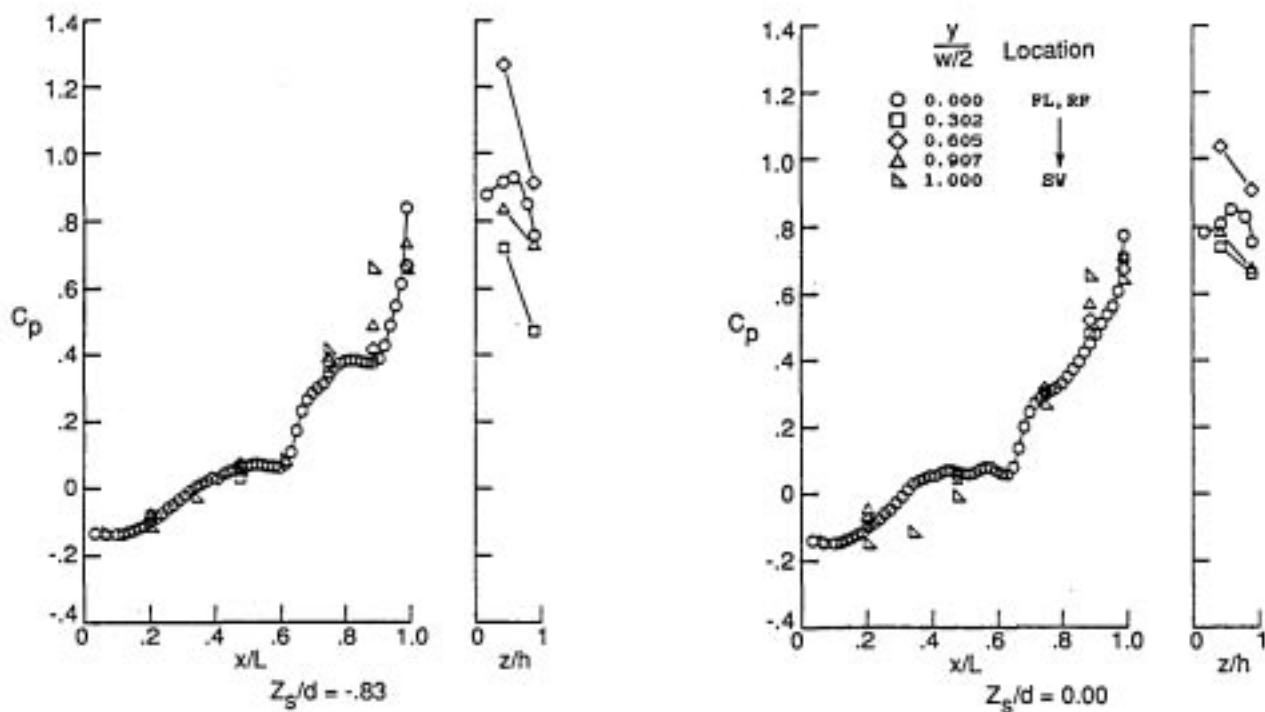 1.4
1.2
1.0
.8
.6
Cp
.4
.2
0
-.2
-.4
0 .2 .4 .6 .8 1.0
x/L
0 1
z/h
Zs/d = -.83
1.4
1.2
1.0
.8
.6
Cp
.4
.2
0
-.2
-.4
0 .2 .4 .6 .8 1.0
x/L
0 1
z/h
Zs/d = 0.00
y
w/2 Location
0.000 FL,RF
0.302
0.605
0.907
1.000 SW